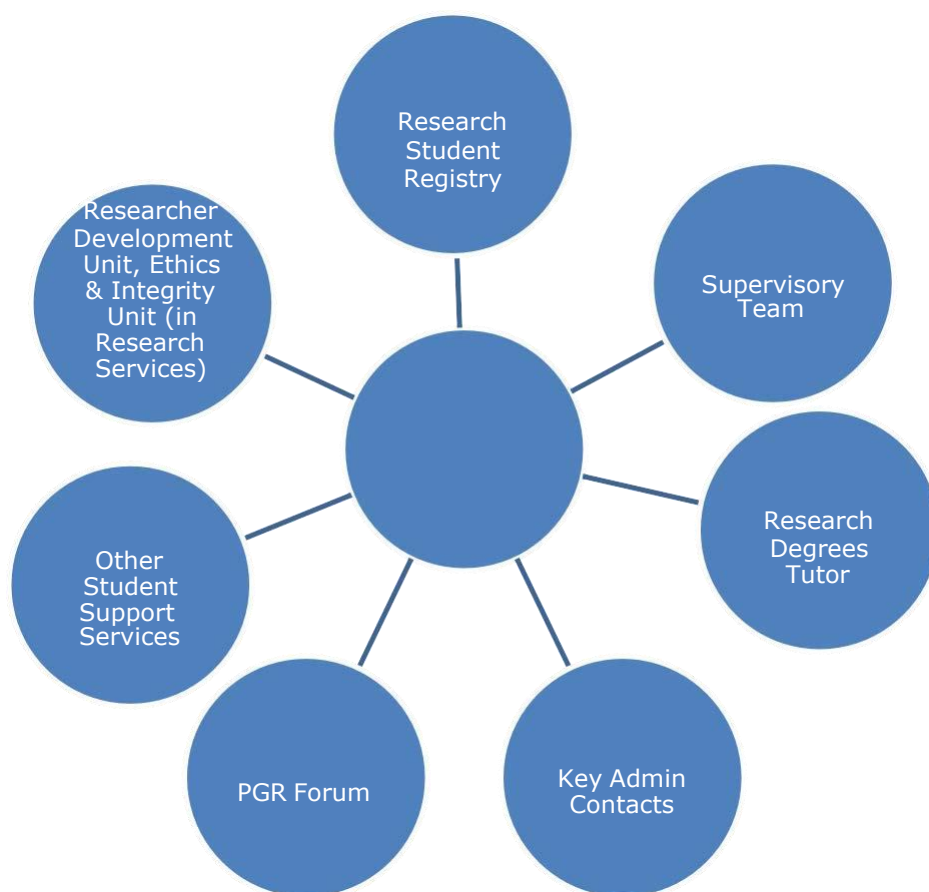 Research
Student
Registry
Supervisory
Team
Research
Degrees
Tutor
Key Admin
Contacts
PGR Forum
Other
Student
Support
Services
Researcher
Development
Unit, Ethics
& Integrity
Unit (in
Research
Services)